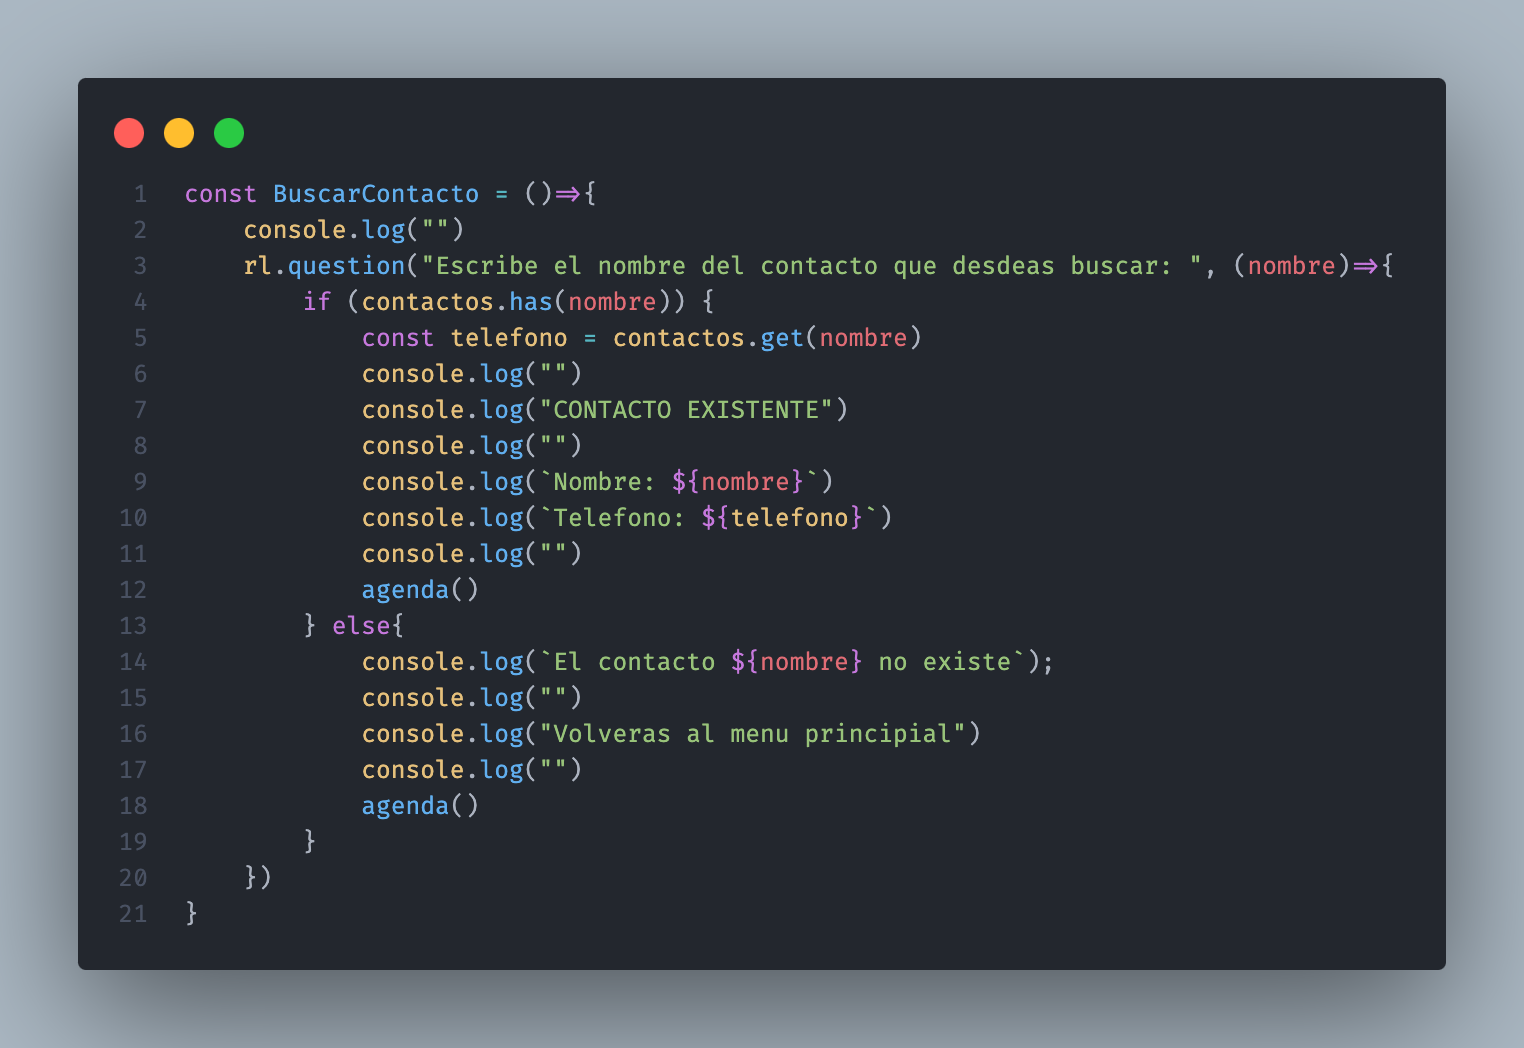 1 const BuscarContacto = ()=>{
2     console.log("")
3     rl.question("Escribe el nombre del contacto que desdeas buscar: ", (nombre)=>{
4         if (contactos.has(nombre)) {
5             const telefono = contactos.get(nombre)
6             console.log("")
7             console.log("CONTACTO EXISTENTE")
8             console.log("")
9             console.log(`Nombre: ${nombre}`)
10             console.log(`Telefono: ${telefono}`)
11             console.log("")
12             agenda()
13         } else{
14             console.log(`El contacto ${nombre} no existe`);
15             console.log("")
16             console.log("Volveras al menu principial")
17             console.log("")
18             agenda()
19         }
20     })
21 }